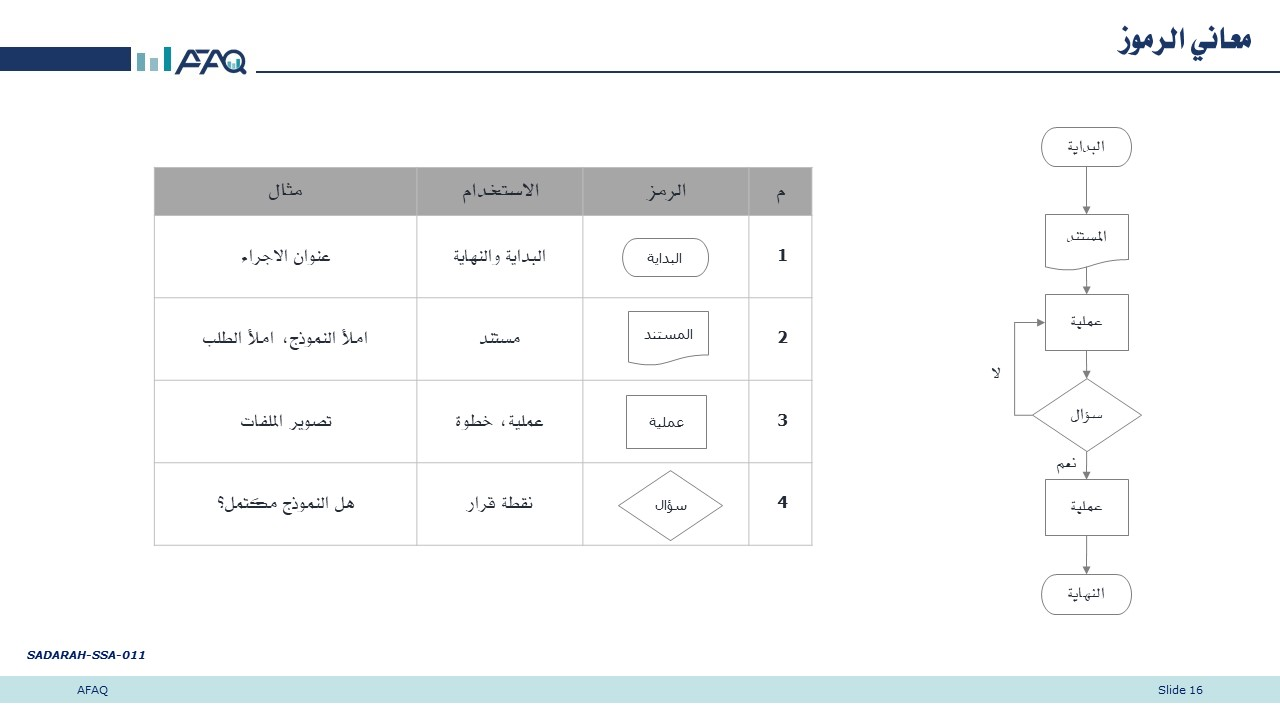 معاني الرموز
AFAQ
م الرمز الاستخدام مثال
1 البداية البداية والنهاية عنوان الاجراء
2 المستند مستند املأ النموذج، املأ الطلب
3 عملية عملية، خطوة تصوير الملفات
4 سؤال نقطة قرار هل النموذج مكتمل؟
البداية
المستند
عملية
لا
سؤال
نعم
عملية
النهاية
SADARAH-SSA-011
AFAQ
Slide 16